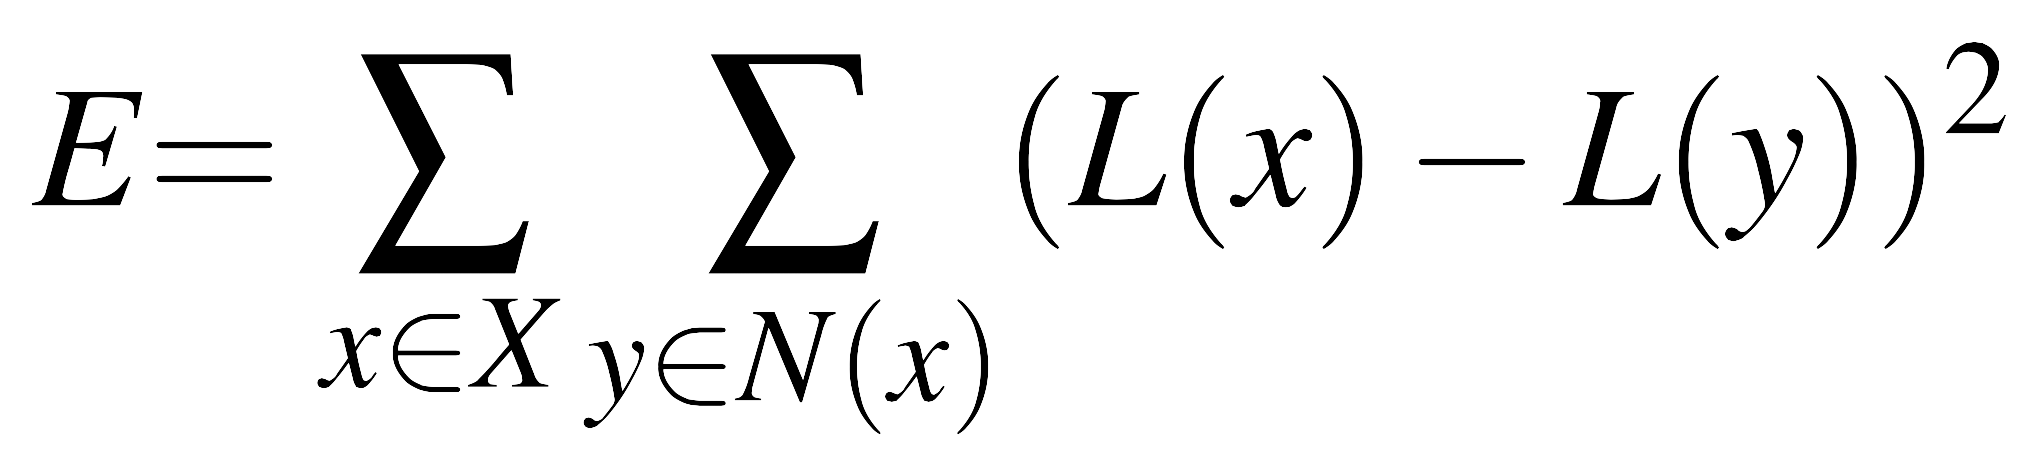 E = ∑_{x∈X} ∑_{y∈N(x)} (L(x) − L(y))²